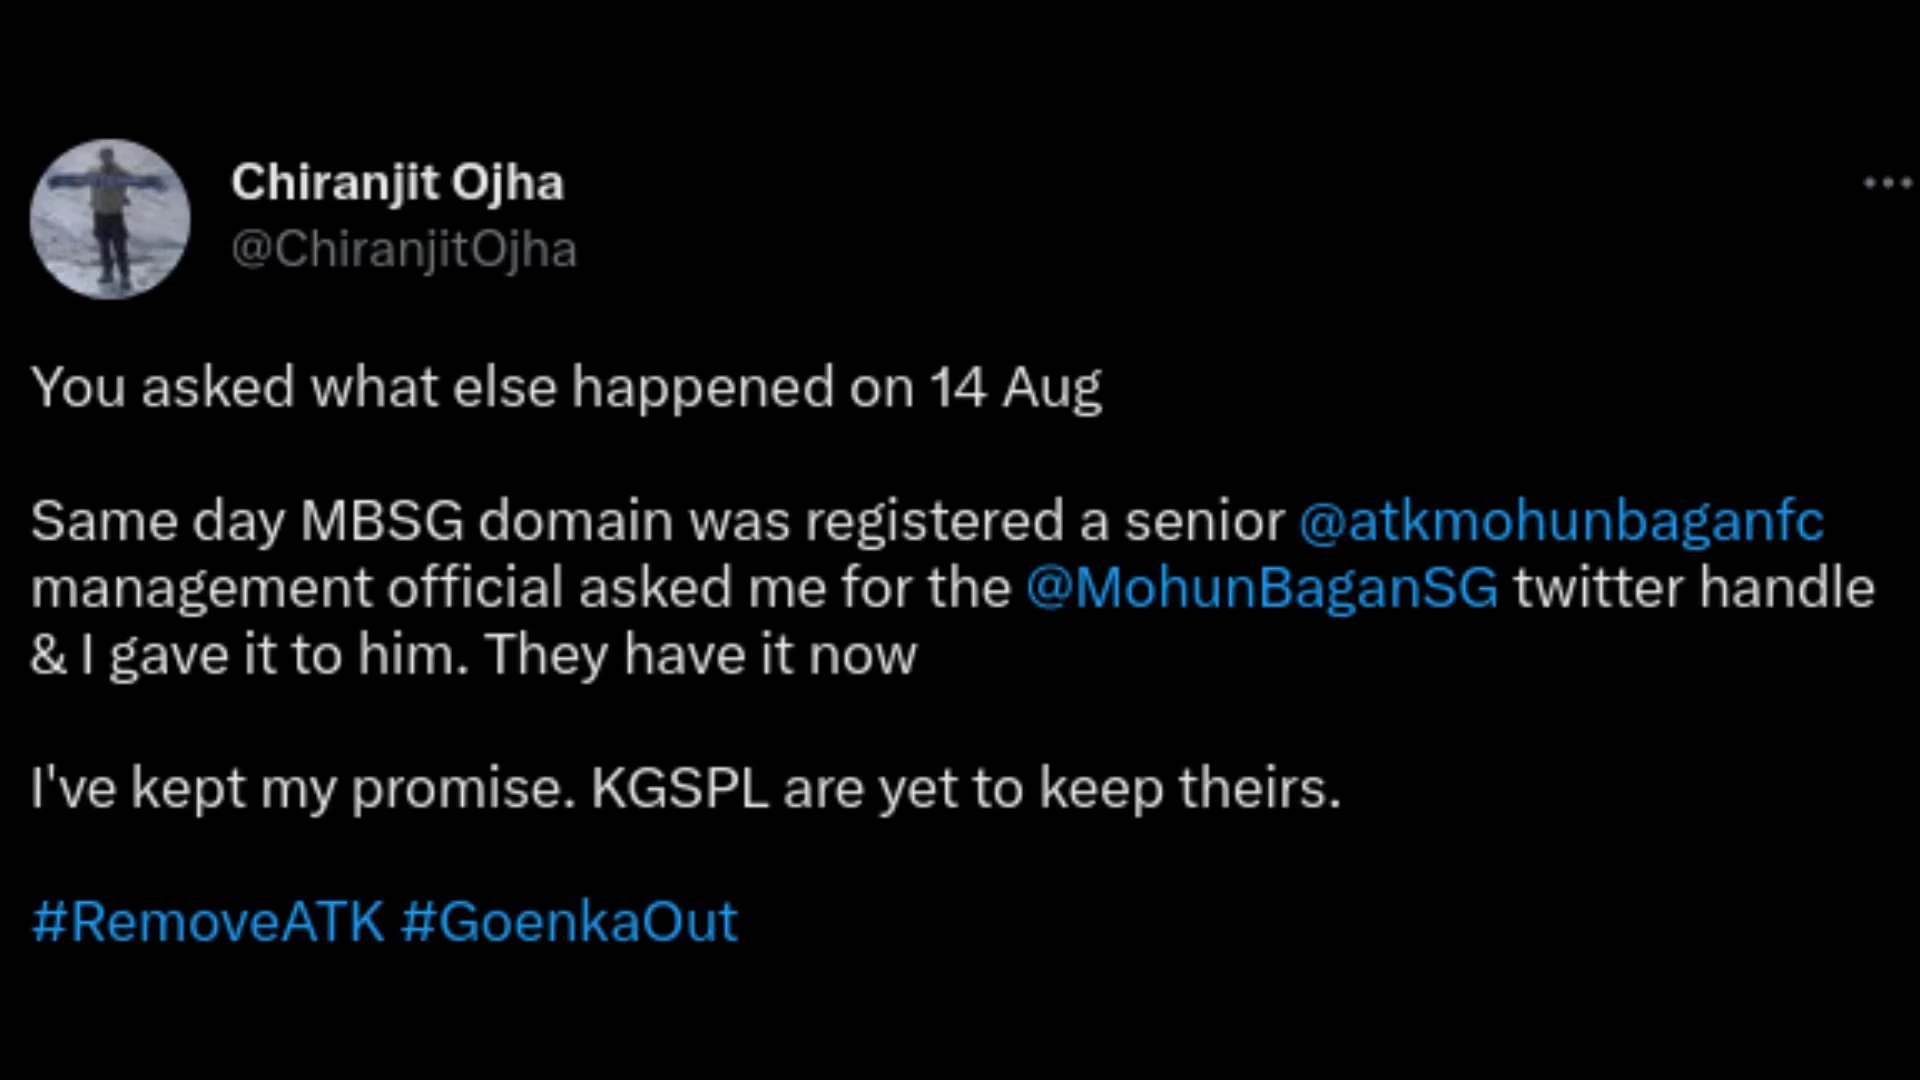 Chiranjit Ojha
@ChiranjitOjha
You asked what else happened on 14 Aug
Same day MBSG domain was registered a senior @atkmohunbaganfc
management official asked me for the @MohunBaganSG twitter handle
& I gave it to him. They have it now
I've kept my promise. KGSPL are yet to keep theirs.
#RemoveATK #GoenkaOut